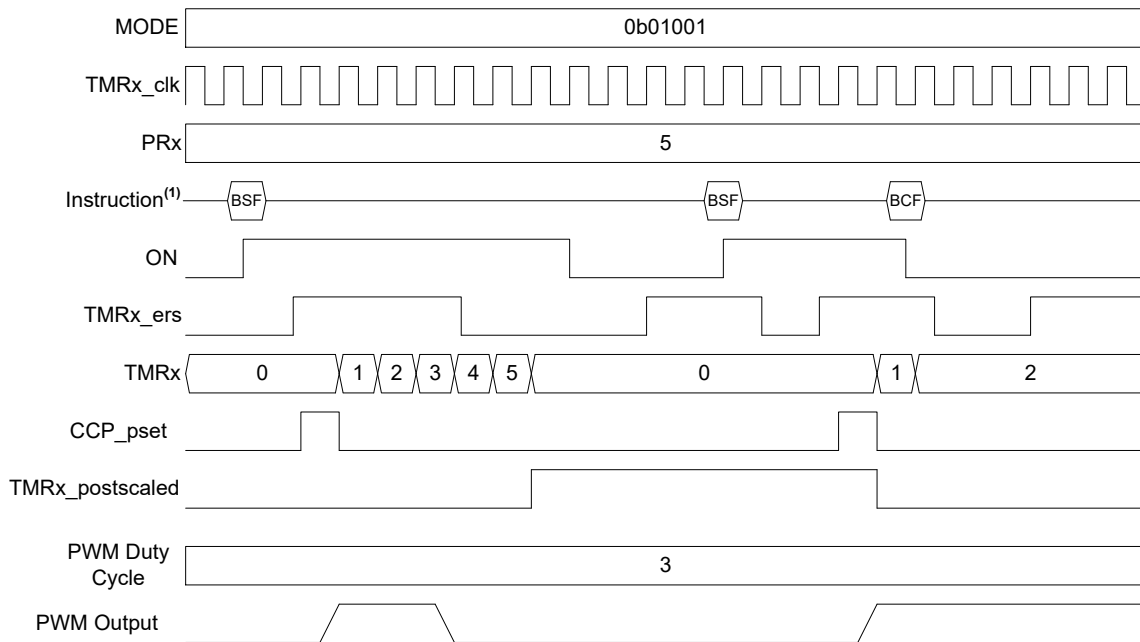 MODE 0b01001
TMRx_clk
PRx 5
Instruction(1) BSF BSF BCF
ON
TMRx_ers
TMRx 0 1 2 3 4 5 0 1 2
CCP_pset
TMRx_postscaled
PWM Duty
Cycle 3
PWM Output